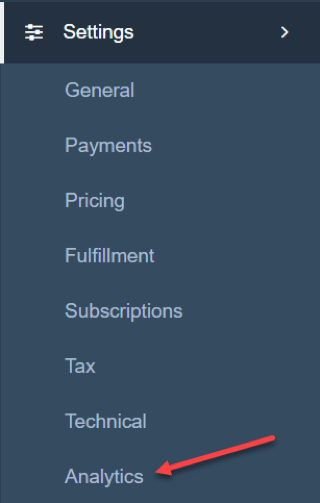 Settings
General
Payments
Pricing
Fulfillment
Subscriptions
Tax
Technical
Analytics